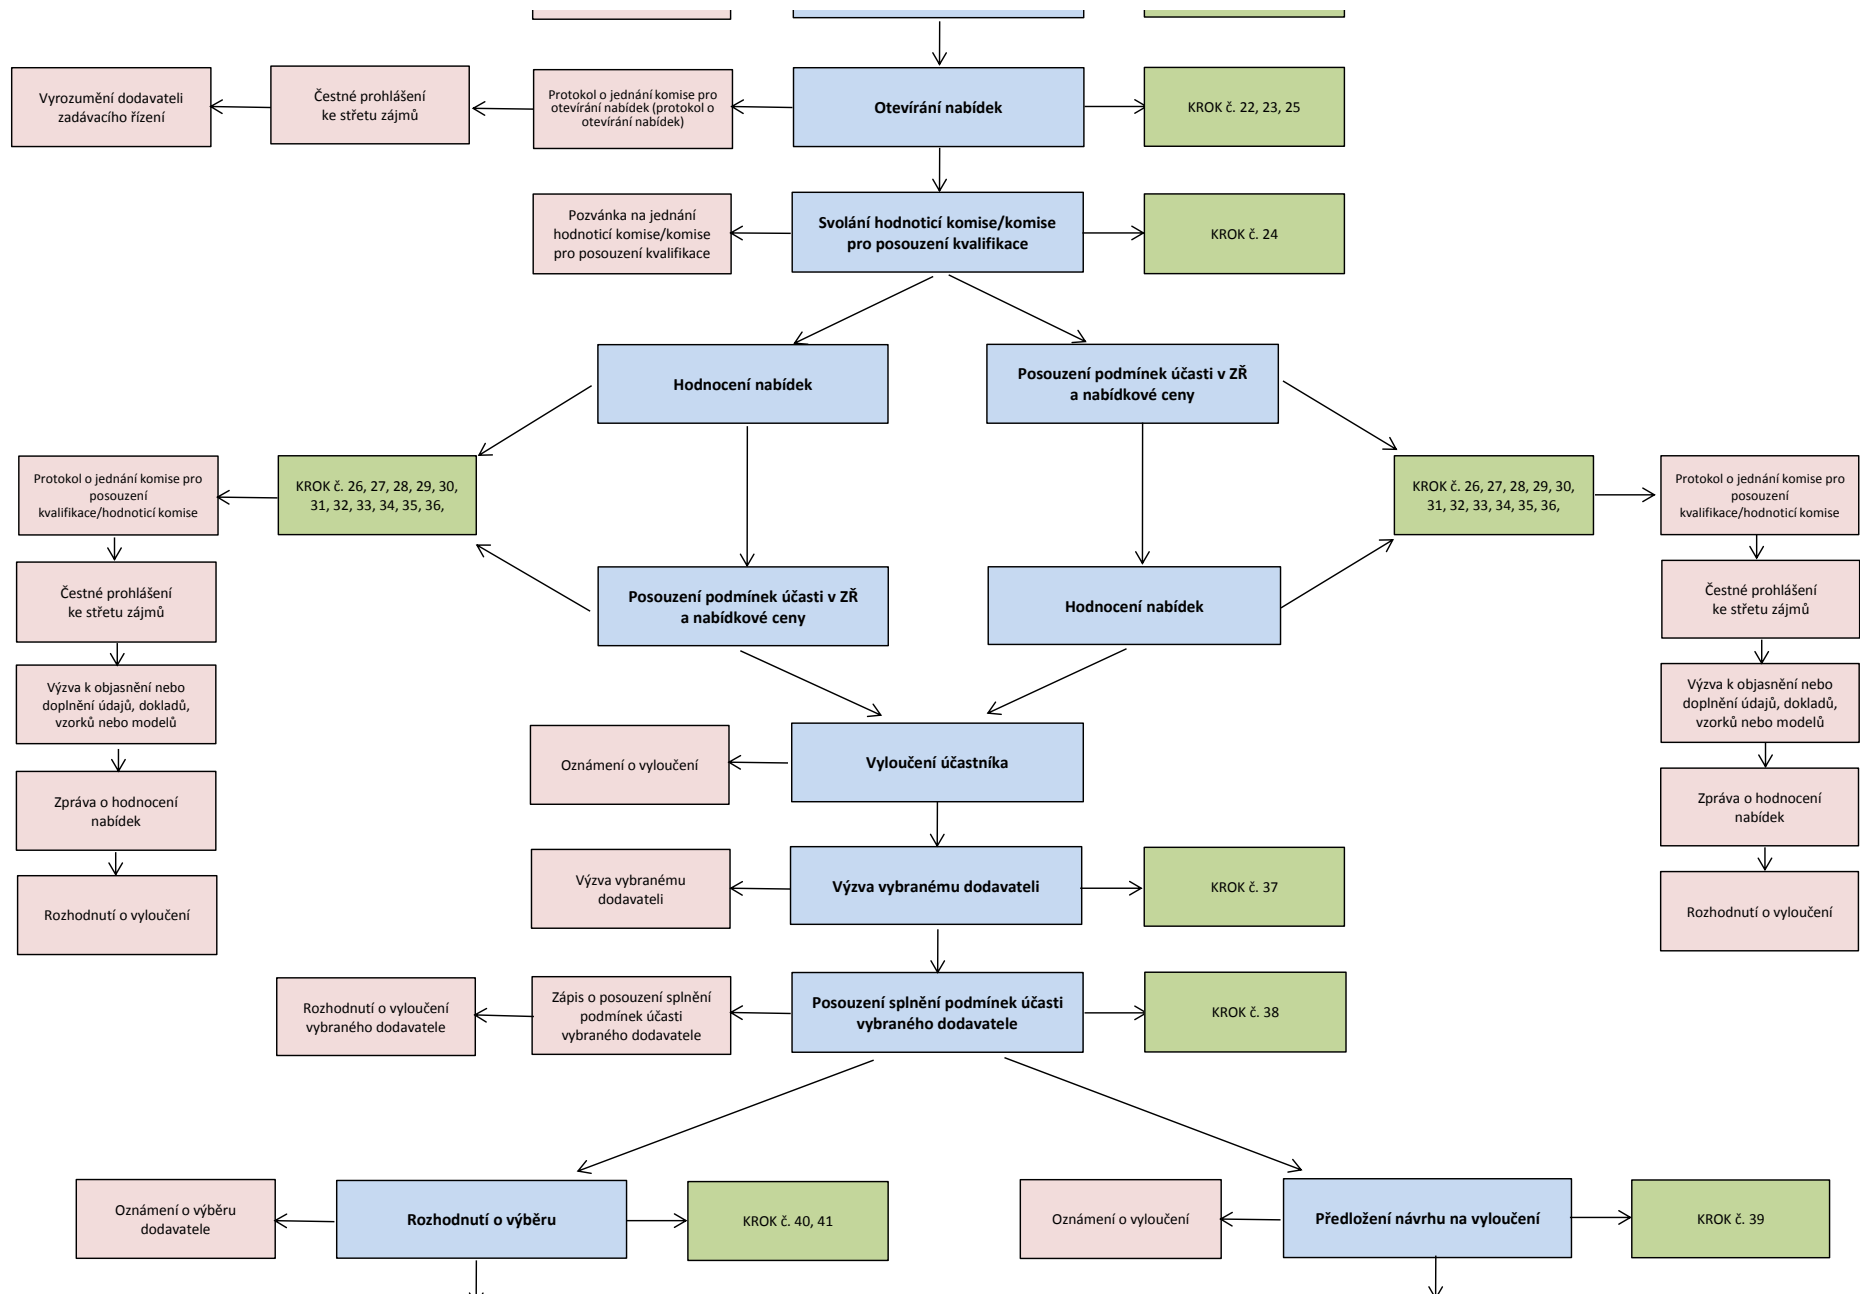 Vyrozumění dodavateli
zadávacího řízení
Čestné prohlášení
ke střetu zájmů
Protokol o jednání komise pro
otevírání nabídek (protokol o
otevírání nabídek)
Otevírání nabídek
KROK č. 22, 23, 25
Pozvánka na jednání
hodnoticí komise/komise
pro posouzení kvalifikace
Svolání hodnoticí komise/komise
pro posouzení kvalifikace
KROK č. 24
Hodnocení nabídek
Posouzení podmínek účasti v ZŘ
a nabídkové ceny
Protokol o jednání komise pro
posouzení
kvalifikace/hodnoticí komise
KROK č. 26, 27, 28, 29, 30,
31, 32, 33, 34, 35, 36,
KROK č. 26, 27, 28, 29, 30,
31, 32, 33, 34, 35, 36,
Protokol o jednání komise pro
posouzení
kvalifikace/hodnoticí komise
Čestné prohlášení
ke střetu zájmů
Posouzení podmínek účasti v ZŘ
a nabídkové ceny
Hodnocení nabídek
Čestné prohlášení
ke střetu zájmů
Výzva k objasnění nebo
doplnění údajů, dokladů,
vzorků nebo modelů
Výzva k objasnění nebo
doplnění údajů, dokladů,
vzorků nebo modelů
Oznámení o vyloučení
Vyloučení účastníka
Zpráva o hodnocení
nabídek
Zpráva o hodnocení
nabídek
Rozhodnutí o vyloučení
Výzva vybranému
dodavateli
Výzva vybranému dodavateli
KROK č. 37
Rozhodnutí o vyloučení
Rozhodnutí o vyloučení
vybraného dodavatele
Zápis o posouzení splnění
podmínek účasti
vybraného dodavatele
Posouzení splnění podmínek účasti
vybraného dodavatele
KROK č. 38
Oznámení o výběru
dodavatele
Rozhodnutí o výběru
KROK č. 40, 41
Oznámení o vyloučení
Předložení návrhu na vyloučení
KROK č. 39